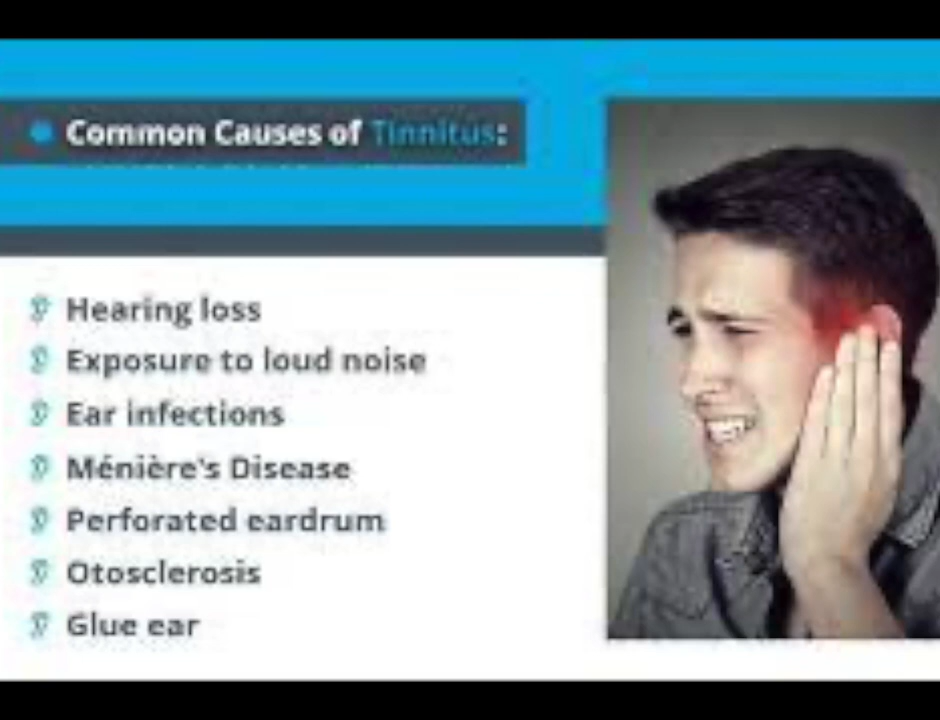 Common Causes of Tinnitus:
Hearing loss
Exposure to loud noise
Ear infections
Ménière's Disease
Perforated eardrum
Otosclerosis
Glue ear